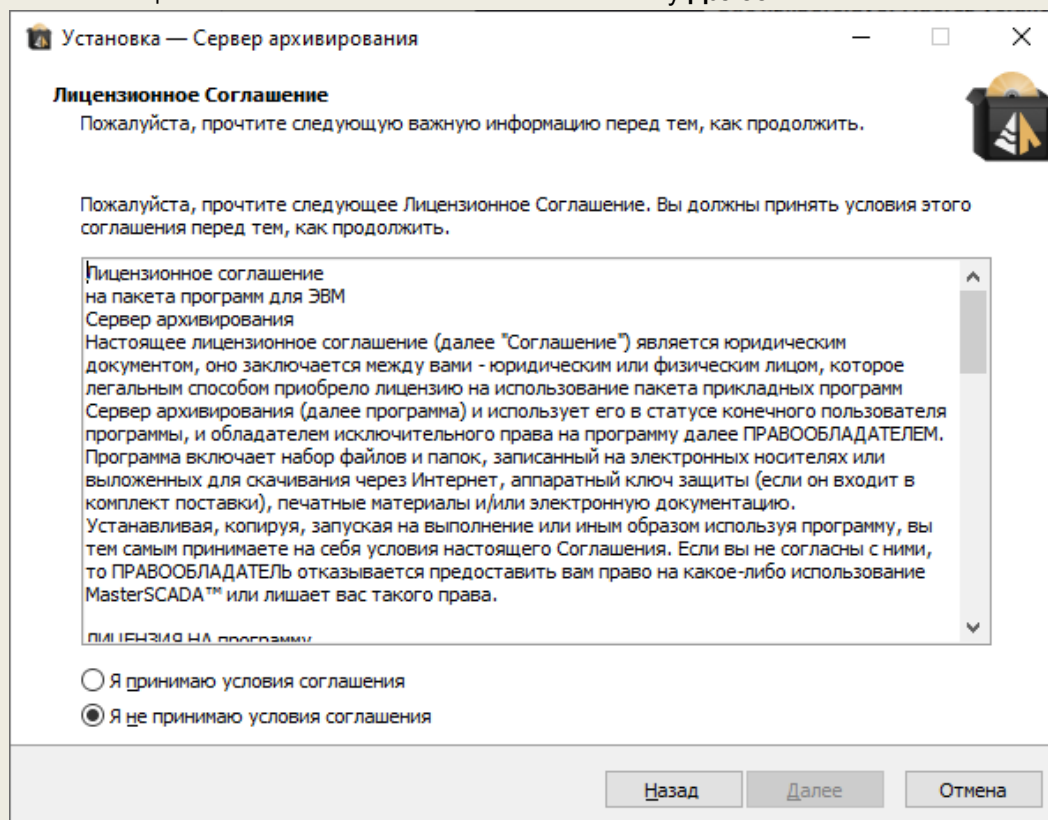 Установка — Сервер архивирования
Лицензионное Соглашение
Пожалуйста, прочтите следующую важную информацию перед тем, как продолжить.
Пожалуйста, прочтите следующее Лицензионное Соглашение. Вы должны принять условия этого
соглашения перед тем, как продолжить.
Лицензионное соглашение
на пакета программ для ЭВМ
Сервер архивирования
Настоящее лицензионное соглашение (далее "Соглашение") является юридическим
документом, оно заключается между вами - юридическим или физическим лицом, которое
легальным способом приобрело лицензию на использование пакета прикладных программ
Сервер архивирования (далее программа) и использует его в статусе конечного пользователя
программы, и обладателем исключительного права на программу далее ПРАВООБЛАДАТЕЛЕМ.
Программа включает набор файлов и папок, записанный на электронных носителях или
выложенных для скачивания через Интернет, аппаратный ключ защиты (если он входит в
комплект поставки), печатные материалы и/или электронную документацию.
Устанавливая, копируя, запуская на выполнение или иным образом используя программу, вы
тем самым принимаете на себя условия настоящего Соглашения. Если вы не согласны с ними,
то ПРАВООБЛАДАТЕЛЬ отказывается предоставить вам право на какое-либо использование
MasterSCADA™ или лишает вас такого права.
ЛИЦЕНЗИЯ НА программу
Я принимаю условия соглашения
Я не принимаю условия соглашения
Назад
Далее
Отмена